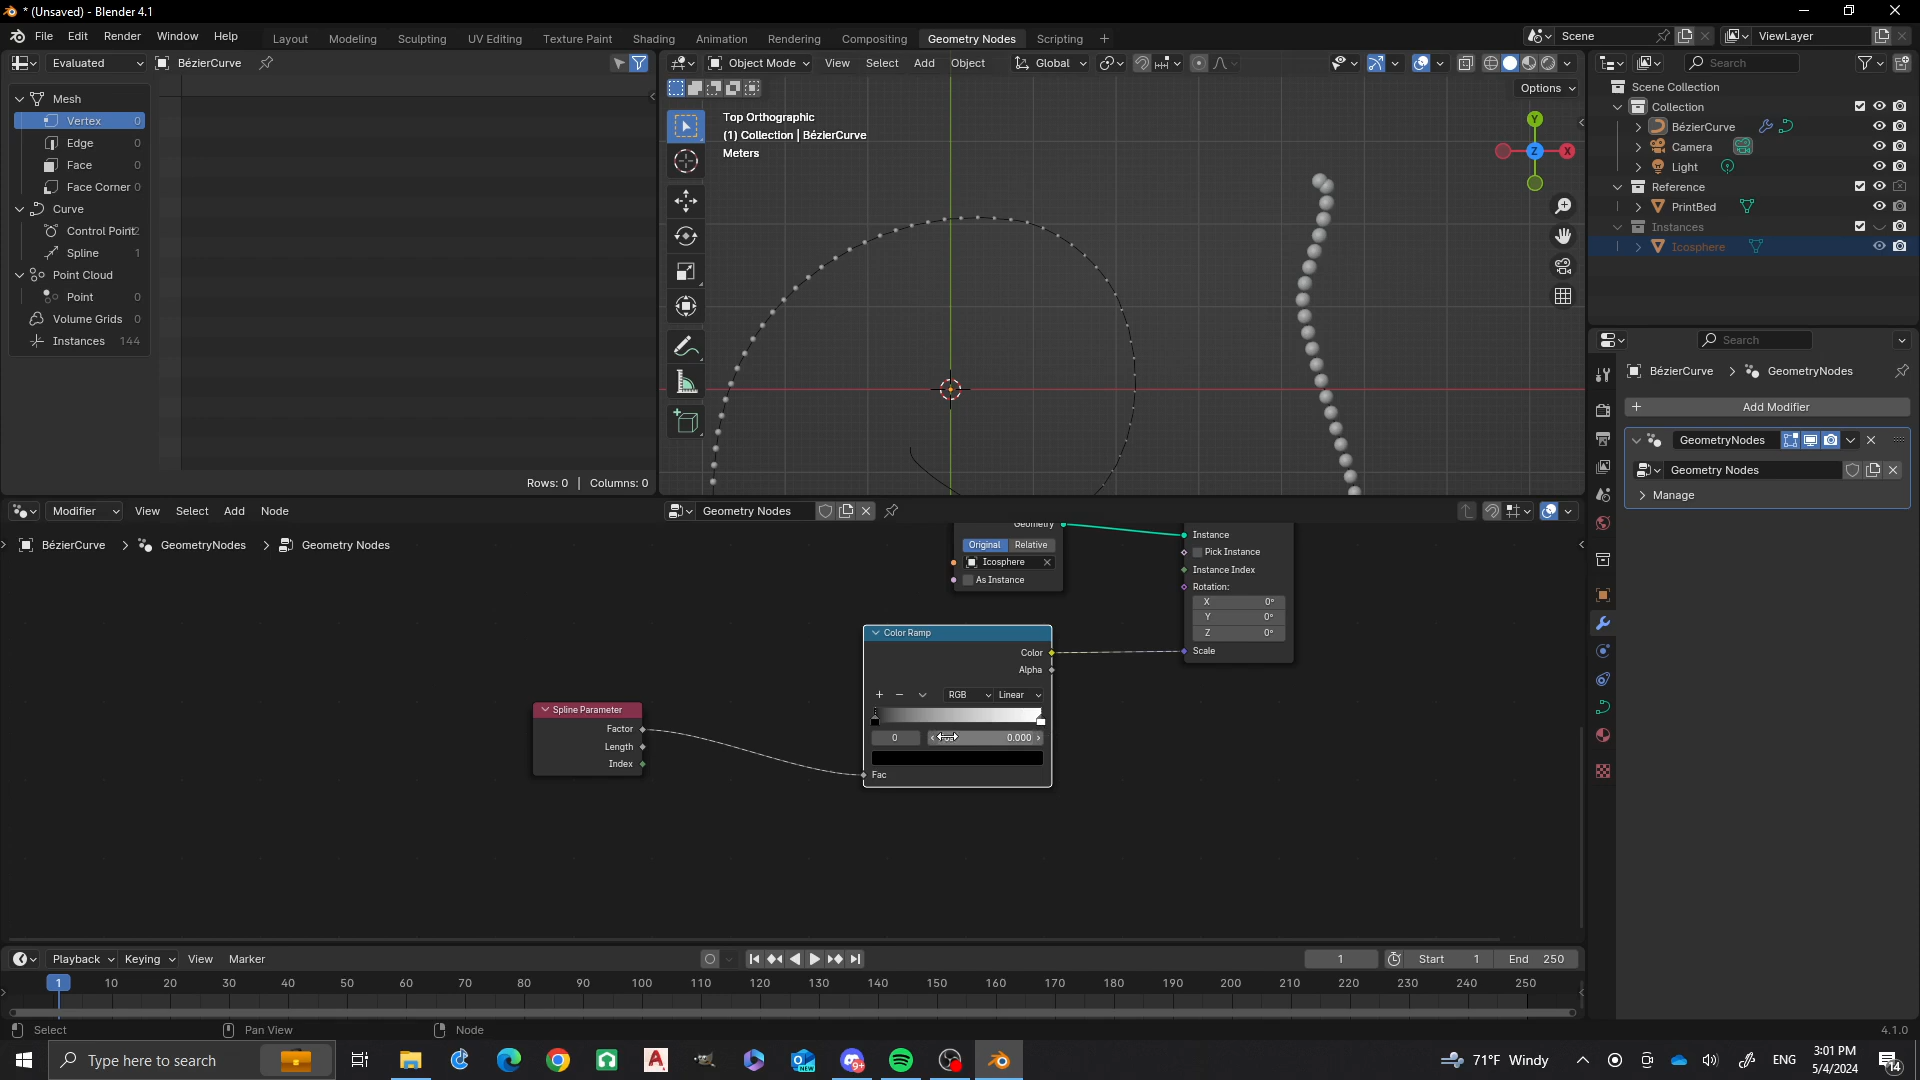 * (Unsaved) - Blender 4.1
File Edit Render Window Help
Layout Modeling Sculpting UV Editing Texture Paint Shading Animation Rendering Compositing Geometry Nodes Scripting +
Scene
ViewLayer
Evaluated BézierCurve
Mesh
Vertex 0
Edge 0
Face 0
Face Corner 0
Curve
Control Point
Spline 1
Point Cloud
Point 0
Volume Grids 0
Instances 144
Rows: 0 | Columns: 0
Object Mode View Select Add Object Global
Options
Top Orthographic
(1) Collection | BézierCurve
Meters
Y
X
Z
Search
Scene Collection
Collection
BézierCurve
Camera
Light
Reference
PrintBed
Instances
Icosphere
Search
BézierCurve > GeometryNodes
+ Add Modifier
GeometryNodes
Geometry Nodes
Manage
Modifier View Select Add Node
Geometry Nodes
BézierCurve > GeometryNodes > Geometry Nodes
Geometry
Original Relative
Icosphere
As Instance
Instance
Pick Instance
Instance Index
Rotation:
X 0°
Y 0°
Z 0°
Scale
Color Ramp
Color
Alpha
RGB Linear
0 0.000
Fac
Spline Parameter
Factor
Length
Index
Playback Keying View Marker
1 Start 1 End 250
1 10 20 30 40 50 60 70 80 90 100 110 120 130 140 150 160 170 180 190 200 210 220 230 240 250
Select Pan View Node 4.1.0
Type here to search
71°F Windy
ENG
3:01 PM
5/4/2024
14